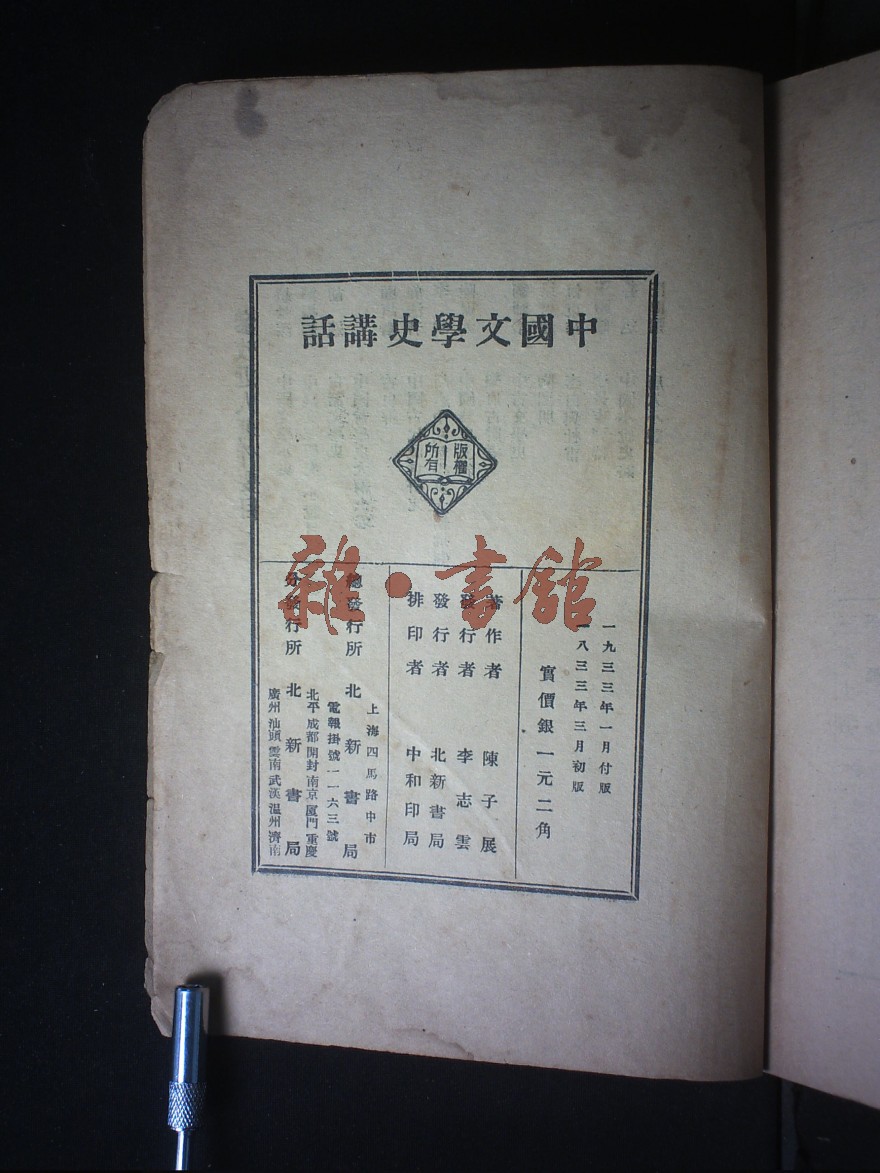 中國文學史講話
版權
所有
一九三三年一月付版
一八三三年三月初版
實價銀一元二角
著作者 陳子展
發行者 李志雲
發行者 北新書局
排印者 中和印局
上海四馬路中市
總發行所 北新書局
電報掛號一一六三號
北平成都開封南京厦門重慶
分發行所 北新書局
廣州汕頭雲南武漢温州濟南
雜·書館